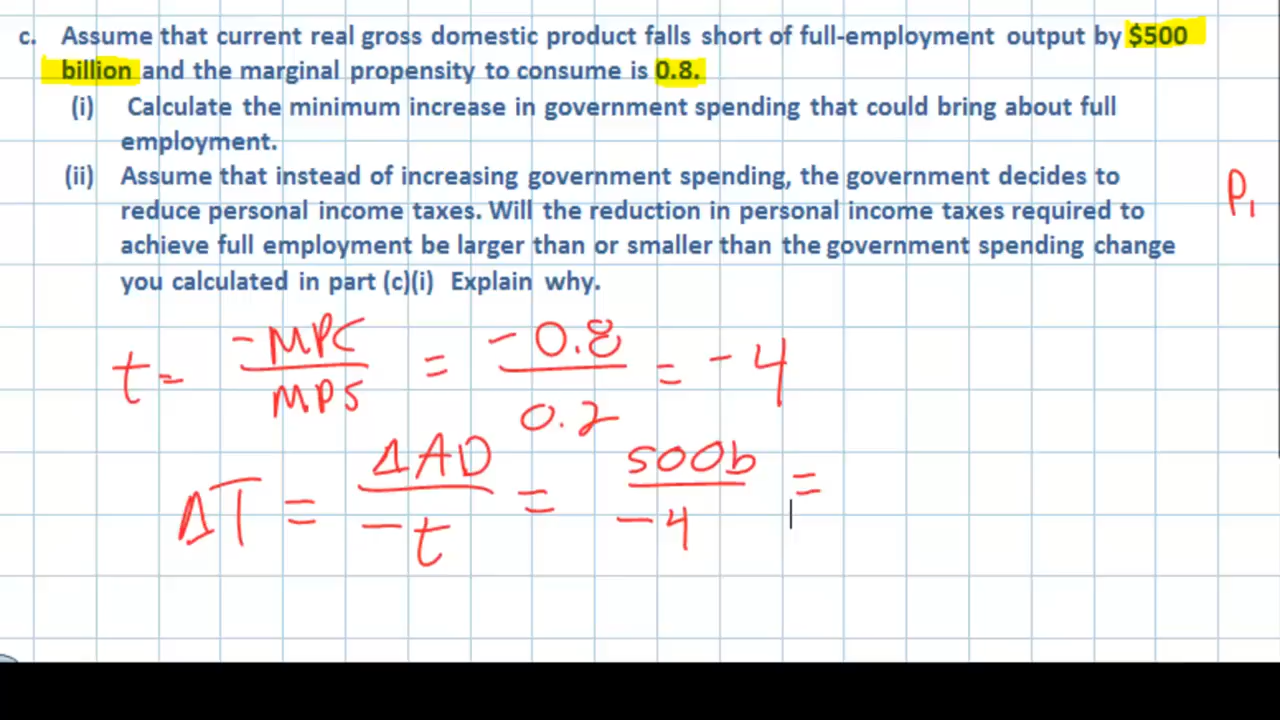 c. Assume that current real gross domestic product falls short of full-employment output by $500
billion and the marginal propensity to consume is 0.8.
(i) Calculate the minimum increase in government spending that could bring about full
employment.
(ii) Assume that instead of increasing government spending, the government decides to
reduce personal income taxes. Will the reduction in personal income taxes required to
achieve full employment be larger than or smaller than the government spending change
you calculated in part (c)(i) Explain why.
P₁
t = -MPC/MPS = -0.8/0.2 = -4
ΔT = ΔAD/-t = 500b/-4 =